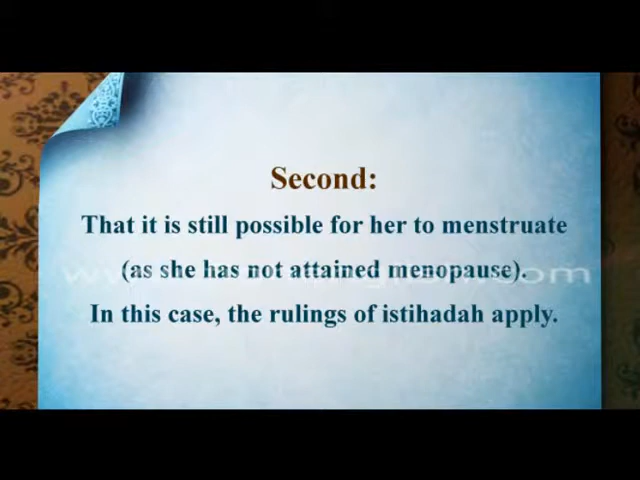 Second:
That it is still possible for her to menstruate
(as she has not attained menopause).
In this case, the rulings of istihadah apply.